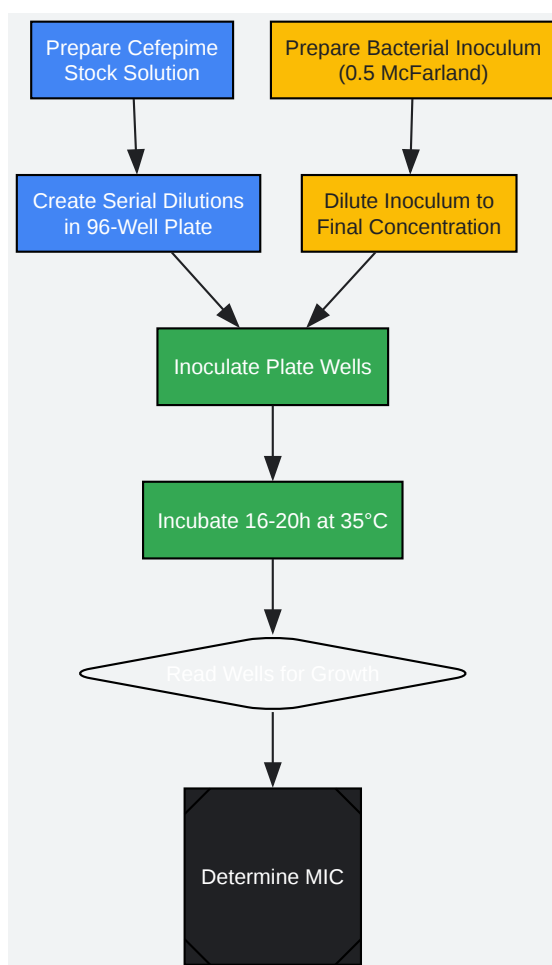 Prepare Cefepime
Stock Solution
Prepare Bacterial Inoculum
(0.5 McFarland)
Create Serial Dilutions
in 96-Well Plate
Dilute Inoculum to
Final Concentration
Inoculate Plate Wells
Incubate 16-20h at 35°C
Read Wells for Growth
Determine MIC